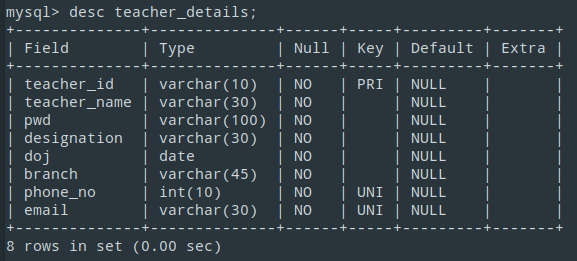 mysql> desc teacher_details;
+--------------+--------------+------+-----+---------+-------+
| Field        | Type         | Null | Key | Default | Extra |
+--------------+--------------+------+-----+---------+-------+
| teacher_id   | varchar(10)  | NO   | PRI | NULL    |       |
| teacher_name | varchar(30)  | NO   |     | NULL    |       |
| pwd          | varchar(100) | NO   |     | NULL    |       |
| designation  | varchar(30)  | NO   |     | NULL    |       |
| doj          | date         | NO   |     | NULL    |       |
| branch       | varchar(45)  | NO   |     | NULL    |       |
| phone_no     | int(10)      | NO   | UNI | NULL    |       |
| email        | varchar(30)  | NO   | UNI | NULL    |       |
+--------------+--------------+------+-----+---------+-------+
8 rows in set (0.00 sec)